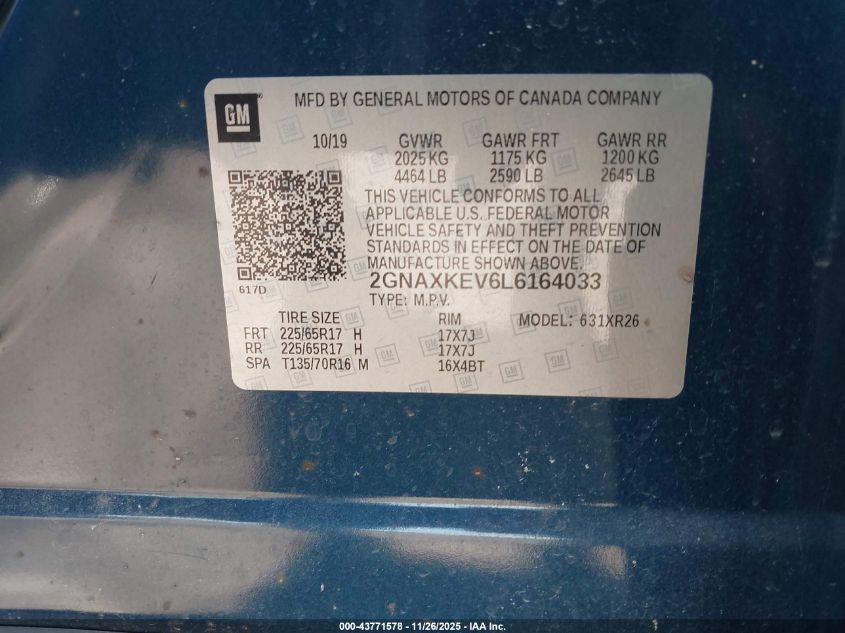 GM
MFD BY GENERAL MOTORS OF CANADA COMPANY
10/19 GVWR GAWR FRT GAWR RR
2025 KG 1175 KG 1200 KG
4464 LB 2590 LB 2645 LB
THIS VEHICLE CONFORMS TO ALL
APPLICABLE U.S. FEDERAL MOTOR
VEHICLE SAFETY AND THEFT PREVENTION
STANDARDS IN EFFECT ON THE DATE OF
MANUFACTURE SHOWN ABOVE.
617D
2GNAXKEV6L6164033
TYPE: M.P.V.
TIRE SIZE RIM MODEL: 631XR26
FRT 225/65R17 H 17X7J
RR 225/65R17 H 17X7J
SPA T135/70R16 M 16X4BT
000-43771578 — 11/26/2025 - IAA Inc.